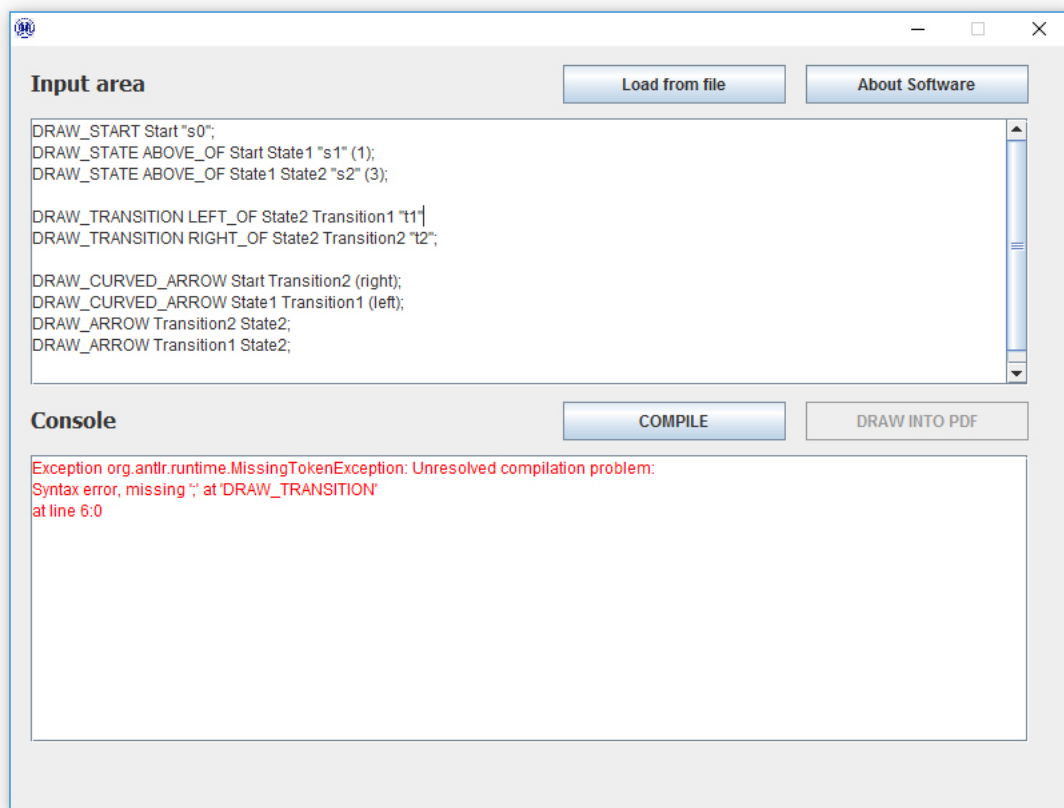 Input area
Load from file
About Software
DRAW_START Start "s0";
DRAW_STATE ABOVE_OF Start State1 "s1" (1);
DRAW_STATE ABOVE_OF State1 State2 "s2" (3);
DRAW_TRANSITION LEFT_OF State2 Transition1 "t1"
DRAW_TRANSITION RIGHT_OF State2 Transition2 "t2";
DRAW_CURVED_ARROW Start Transition2 (right);
DRAW_CURVED_ARROW State1 Transition1 (left);
DRAW_ARROW Transition2 State2;
DRAW_ARROW Transition1 State2;
Console
COMPILE
DRAW INTO PDF
Exception org.antlr.runtime.MissingTokenException: Unresolved compilation problem:
Syntax error, missing ';' at 'DRAW_TRANSITION'
at line 6:0